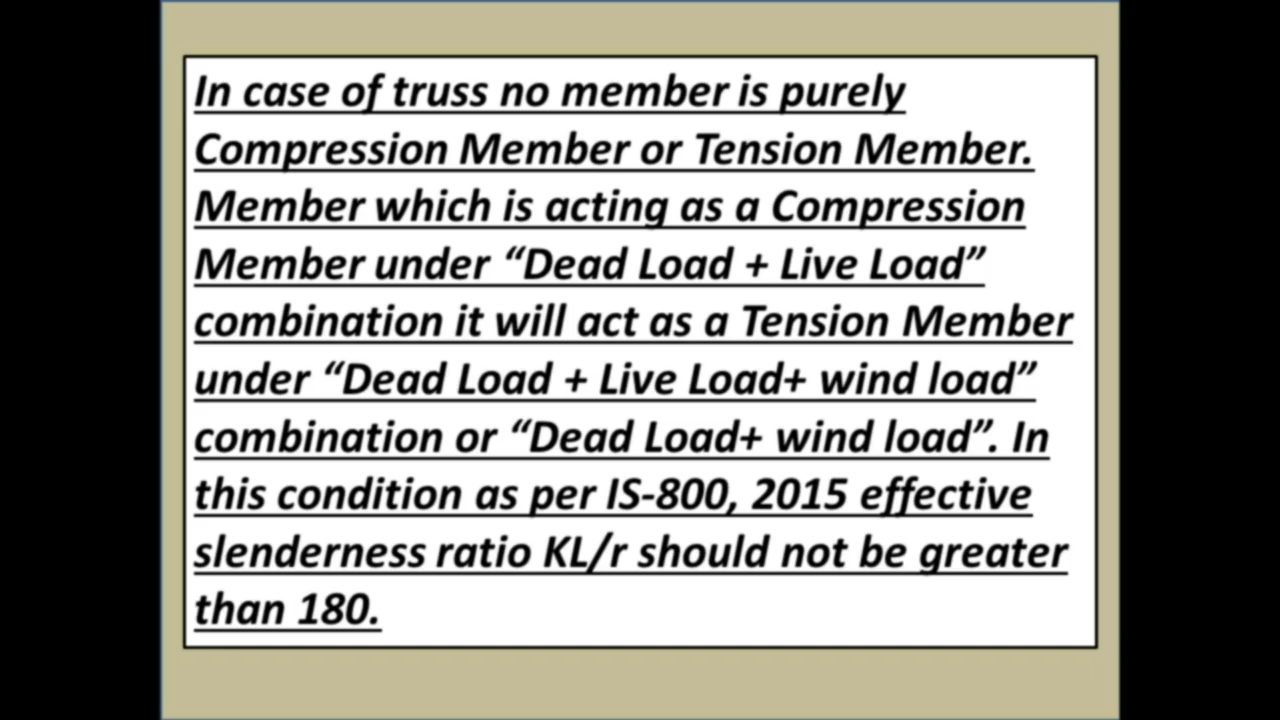 In case of truss no member is purely
Compression Member or Tension Member.
Member which is acting as a Compression
Member under “Dead Load + Live Load”
combination it will act as a Tension Member
under “Dead Load + Live Load+ wind load”
combination or “Dead Load+ wind load”. In
this condition as per IS-800, 2015 effective
slenderness ratio KL/r should not be greater
than 180.